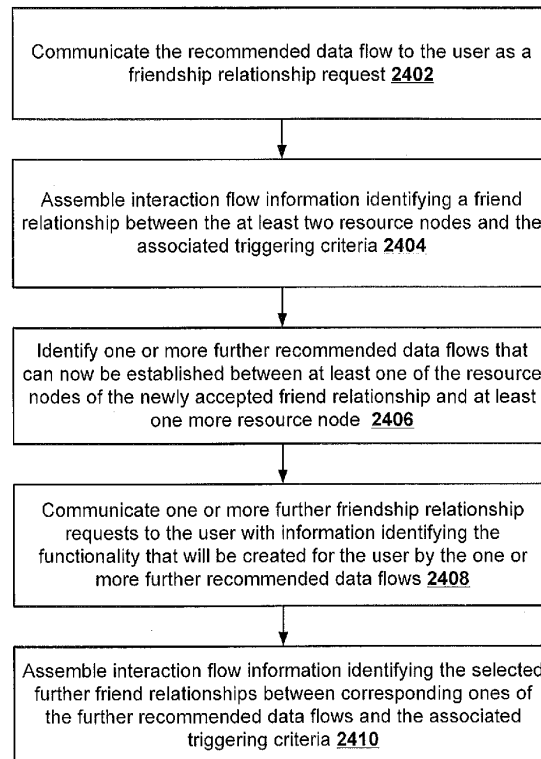 Communicate the recommended data flow to the user as a
friendship relationship request 2402
Assemble interaction flow information identifying a friend
relationship between the at least two resource nodes and the
associated triggering criteria 2404
Identify one or more further recommended data flows that
can now be established between at least one of the resource
nodes of the newly accepted friend relationship and at least
one more resource node 2406
Communicate one or more further friendship relationship
requests to the user with information identifying the
functionality that will be created for the user by the one or
more further recommended data flows 2408
Assemble interaction flow information identifying the selected
further friend relationships between corresponding ones of
the further recommended data flows and the associated
triggering criteria 2410